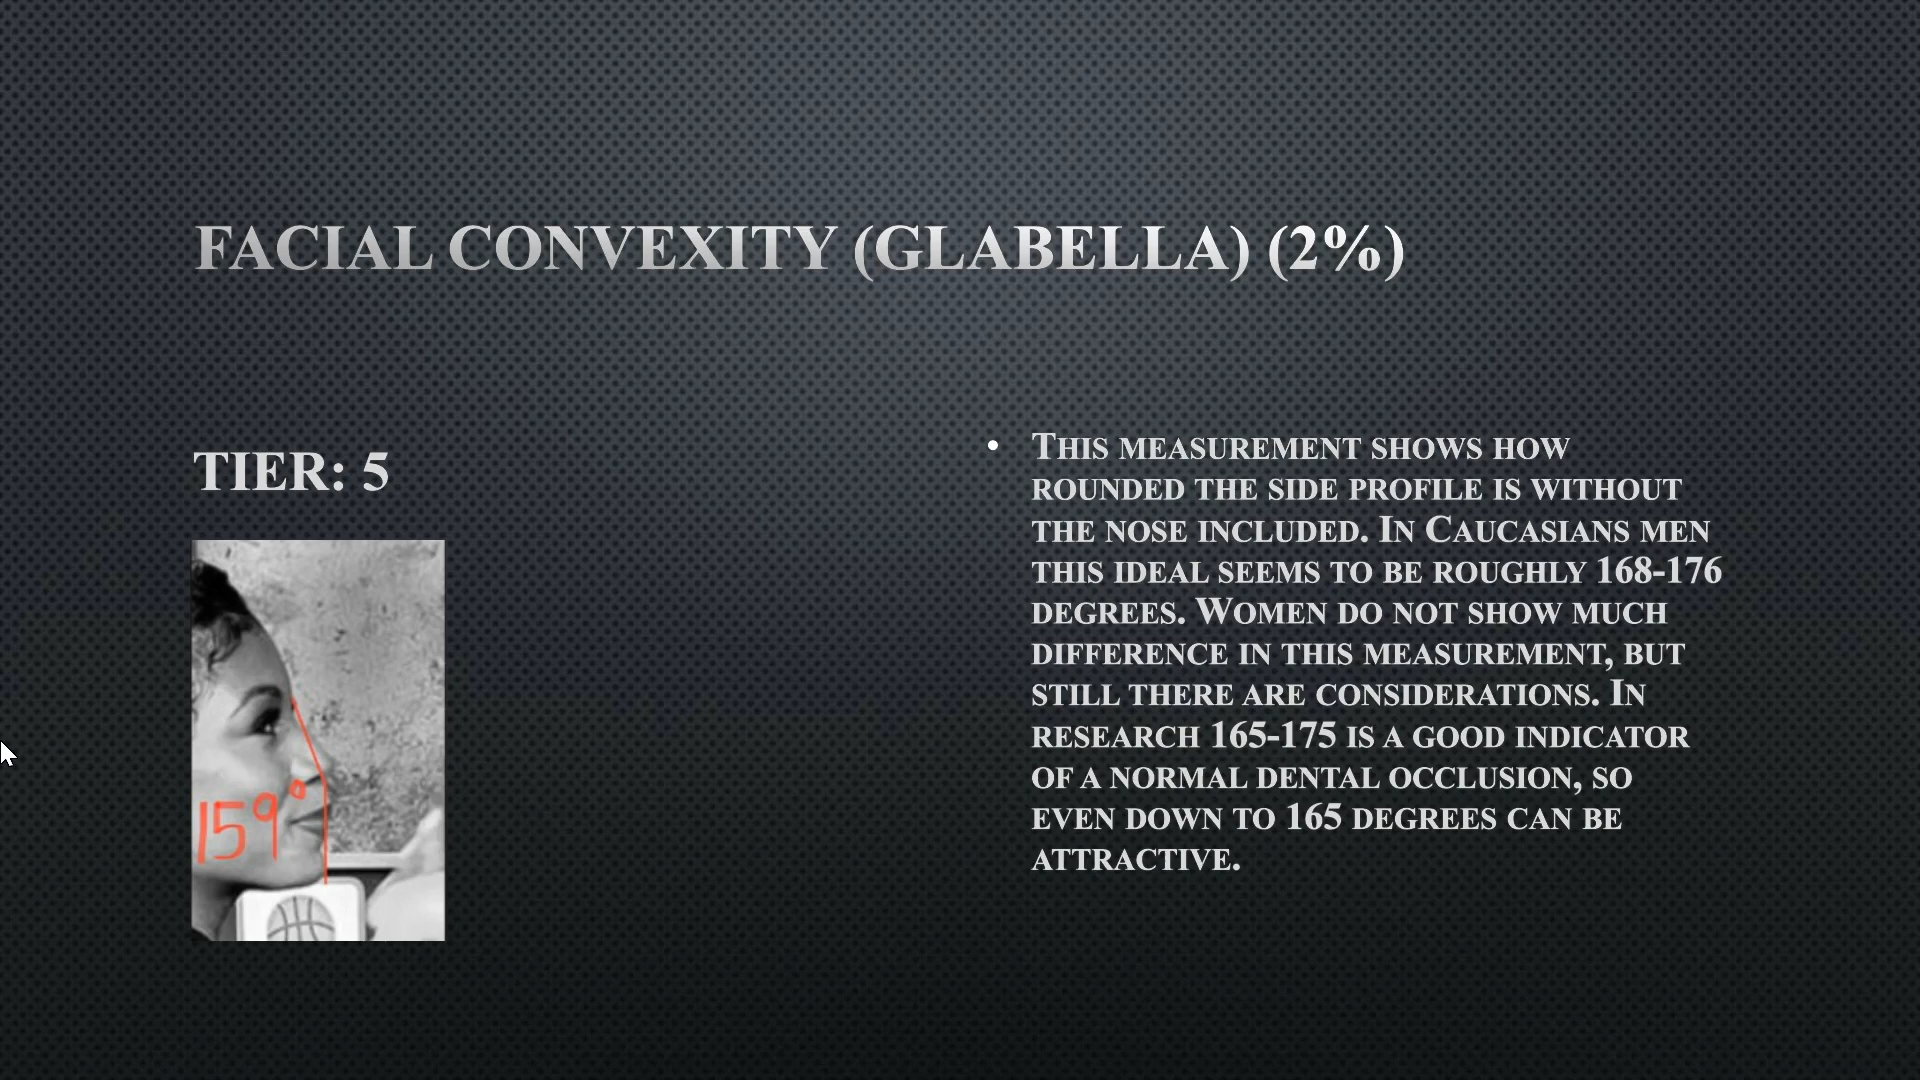 FACIAL CONVEXITY (GLABELLA) (2%)
TIER: 5
159°
• THIS MEASUREMENT SHOWS HOW
ROUNDED THE SIDE PROFILE IS WITHOUT
THE NOSE INCLUDED. IN CAUCASIANS MEN
THIS IDEAL SEEMS TO BE ROUGHLY 168-176
DEGREES. WOMEN DO NOT SHOW MUCH
DIFFERENCE IN THIS MEASUREMENT, BUT
STILL THERE ARE CONSIDERATIONS. IN
RESEARCH 165-175 IS A GOOD INDICATOR
OF A NORMAL DENTAL OCCLUSION, SO
EVEN DOWN TO 165 DEGREES CAN BE
ATTRACTIVE.